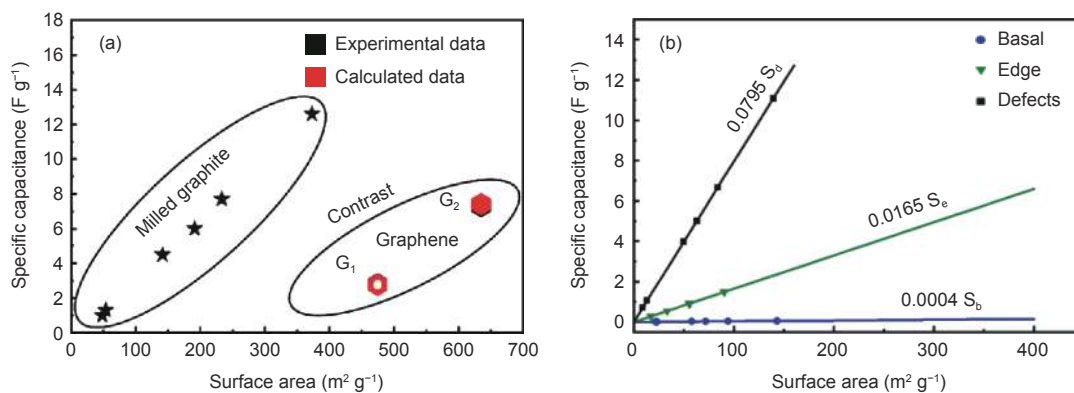 (a)
Experimental data
Calculated data
Milled graphite
Contrast
Graphene
G₁
G₂
Specific capacitance (F g⁻¹)
18
16
14
12
10
8
6
4
2
0
0 100 200 300 400 500 600 700
Surface area (m² g⁻¹)
(b)
Basal
Edge
Defects
0.0795 S_d
0.0165 S_e
0.0004 S_b
Specific capacitance (F g⁻¹)
14
12
10
8
6
4
2
0
0 100 200 300 400
Surface area (m² g⁻¹)